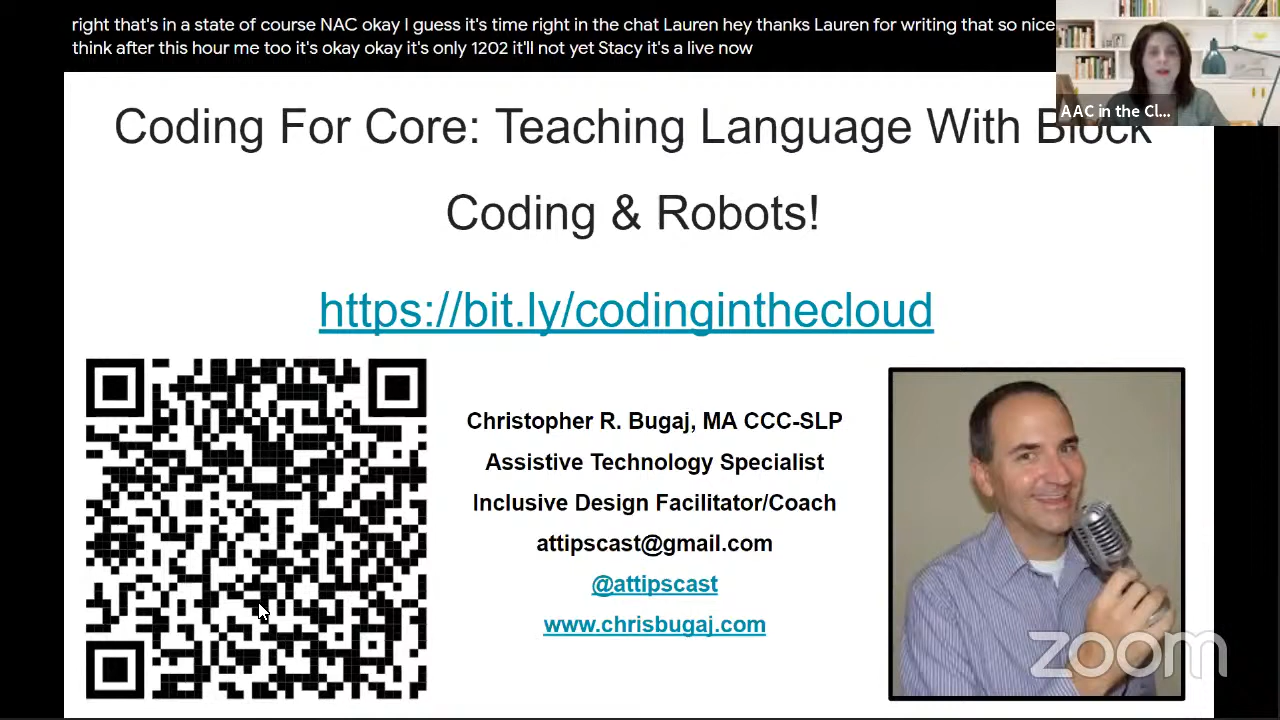 right that's in a state of course NAC okay I guess it's time right in the chat Lauren hey thanks Lauren for writing that so nice
think after this hour me too it's okay okay it's only 1202 it'll not yet Stacy it's a live now
AAC in the Cl...
Coding For Core: Teaching Language With Block
Coding & Robots!
https://bit.ly/codinginthecloud
Christopher R. Bugaj, MA CCC-SLP
Assistive Technology Specialist
Inclusive Design Facilitator/Coach
attipscast@gmail.com
@attipscast
www.chrisbugaj.com
zoom